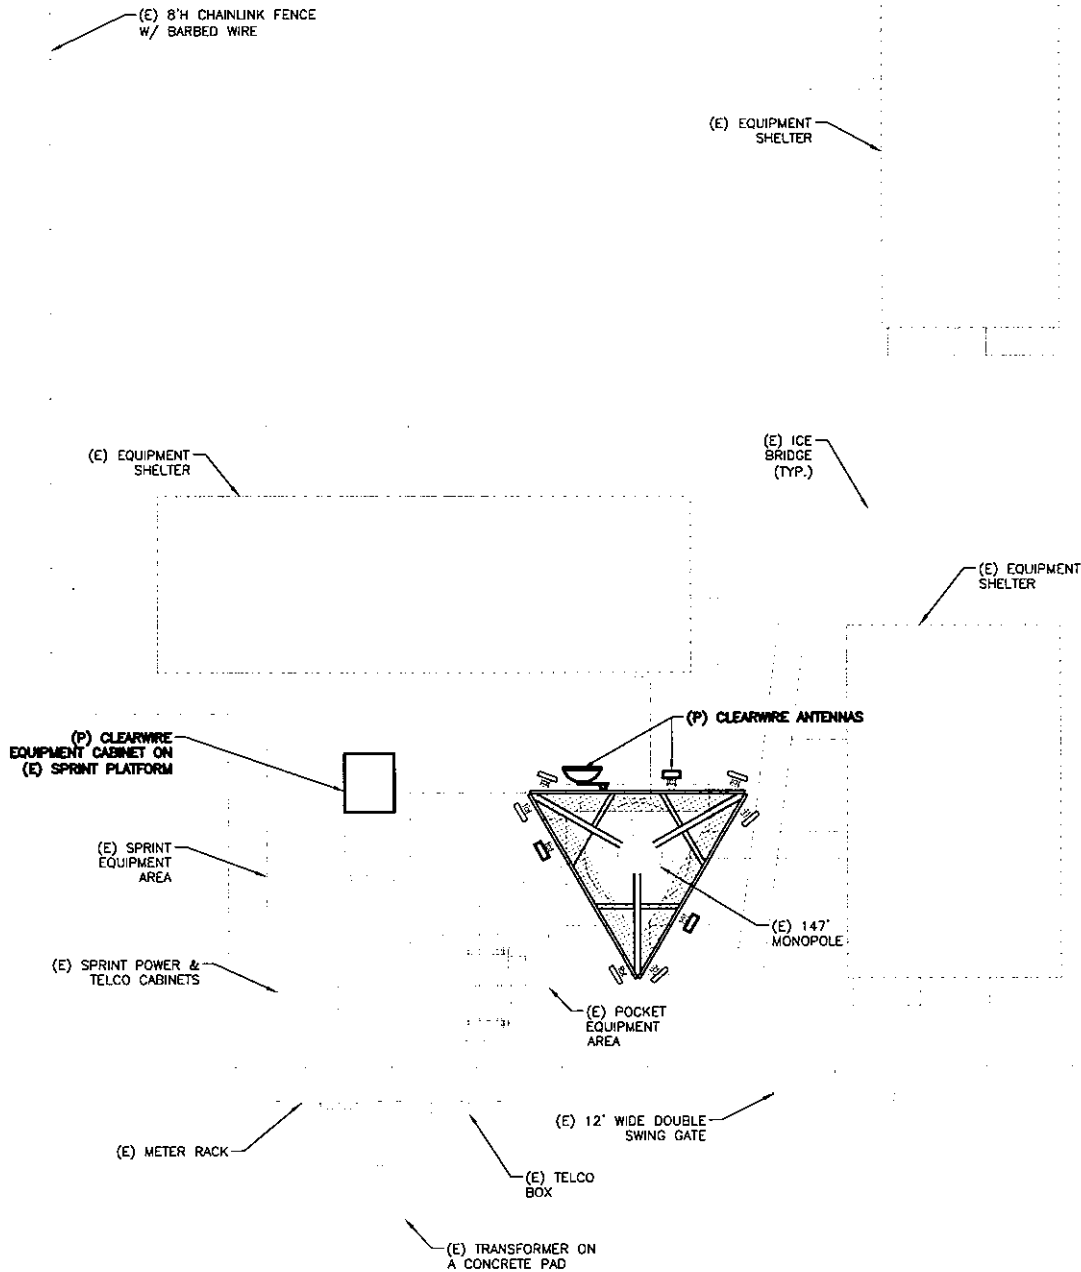 (E) 8'H CHAINLINK FENCE
W/ BARBED WIRE
(E) EQUIPMENT
SHELTER
(E) EQUIPMENT
SHELTER
(E) ICE
BRIDGE
(TYP.)
(E) EQUIPMENT
SHELTER
(P) CLEARWIRE
EQUIPMENT CABINET ON
(E) SPRINT PLATFORM
(P) CLEARWIRE ANTENNAS
(E) SPRINT
EQUIPMENT
AREA
(E) 147'
MONOPOLE
(E) SPRINT POWER &
TELCO CABINETS
(E) POCKET
EQUIPMENT
AREA
(E) 12' WIDE DOUBLE
SWING GATE
(E) METER RACK
(E) TELCO
BOX
(E) TRANSFORMER ON
A CONCRETE PAD